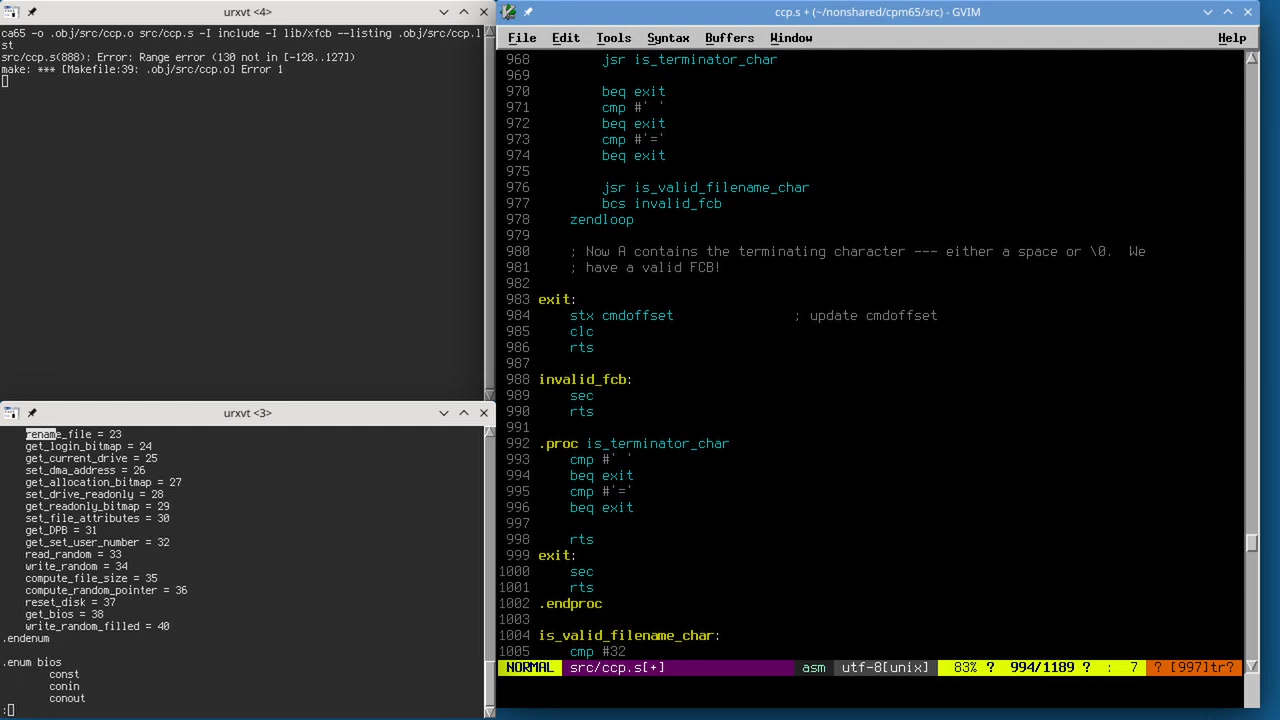 urxvt <4>
ca65 -o .obj/src/ccp.o src/ccp.s -I include -I lib/xfcb --listing .obj/src/ccp.l
st
src/ccp.s(888): Error: Range error (130 not in [-128..127])
make: *** [Makefile:39: .obj/src/ccp.o] Error 1
urxvt <3>
rename_file = 23
get_login_bitmap = 24
get_current_drive = 25
set_dma_address = 26
get_allocation_bitmap = 27
set_drive_readonly = 28
get_readonly_bitmap = 29
set_file_attributes = 30
get_DPB = 31
get_set_user_number = 32
read_random = 33
write_random = 34
compute_file_size = 35
compute_random_pointer = 36
reset_disk = 37
get_bios = 38
write_random_filled = 40
.endenum
.enum bios
const
conin
conout
:
ccp.s + (~/nonshared/cpm65/src) - GVIM
File Edit Tools Syntax Buffers Window Help
968 jsr is_terminator_char
969
970 beq exit
971 cmp #' '
972 beq exit
973 cmp #'='
974 beq exit
975
976 jsr is_valid_filename_char
977 bcs invalid_fcb
978 zendloop
979
980 ; Now A contains the terminating character --- either a space or \0.  We
981 ; have a valid FCB!
982
983 exit:
984 stx cmdoffset ; update cmdoffset
985 clc
986 rts
987
988 invalid_fcb:
989 sec
990 rts
991
992 .proc is_terminator_char
993 cmp #' '
994 beq exit
995 cmp #'='
996 beq exit
997
998 rts
999 exit:
1000 sec
1001 rts
1002 .endproc
1003
1004 is_valid_filename_char:
1005 cmp #32
NORMAL src/ccp.s[+] asm utf-8[unix] 83% ? 994/1189 ? : 7 ? [997]tr?